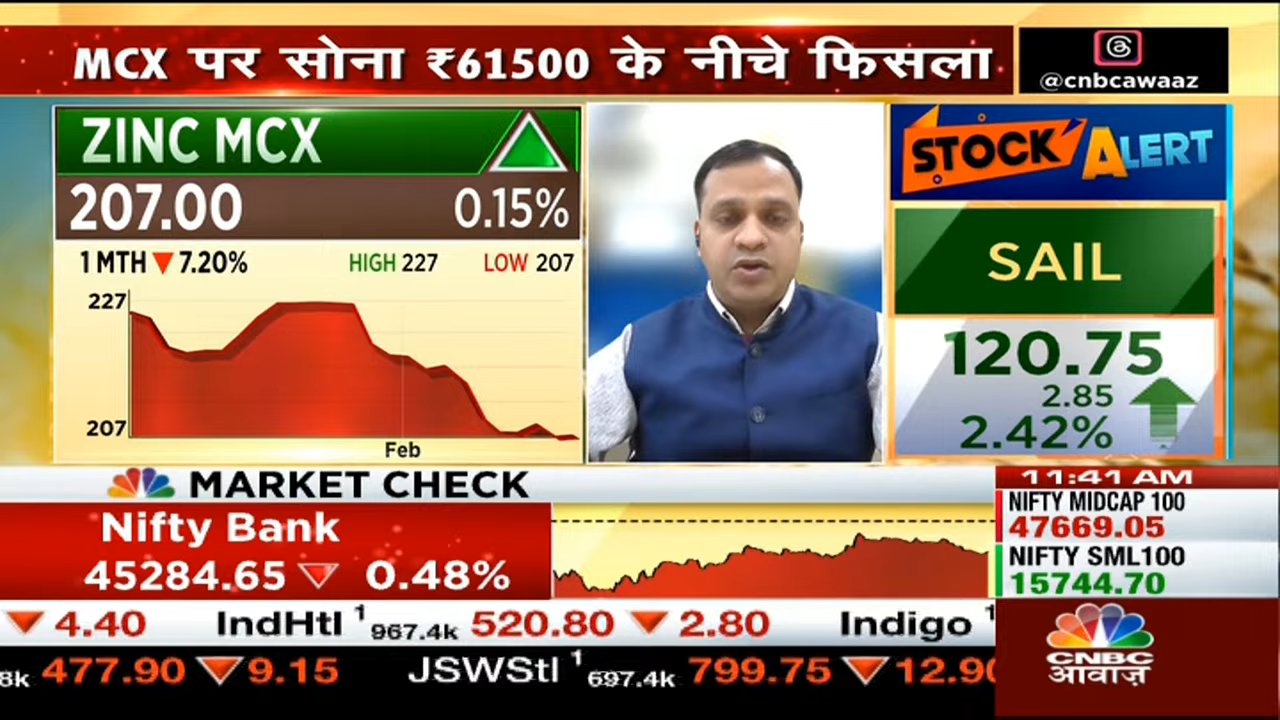 MCX पर सोना ₹61500 के नीचे फिसला
@cnbcawaaz
ZINC MCX
207.00 0.15%
1 MTH ▼ 7.20% HIGH 227 LOW 207
227
207
Feb
STOCK ALERT
SAIL
120.75
2.85
2.42%
MARKET CHECK
Nifty Bank
45284.65 ▽ 0.48%
11:41 AM
NIFTY MIDCAP 100
47669.05
NIFTY SML100
15744.70
▼ 4.40 IndHtl ¹ 967.4k 520.80 ▼ 2.80 Indigo ¹
8k 477.90 ▼ 9.15 JSWStl ¹ 697.4k 799.75 ▼ 12.90
CNBC
आवाज़